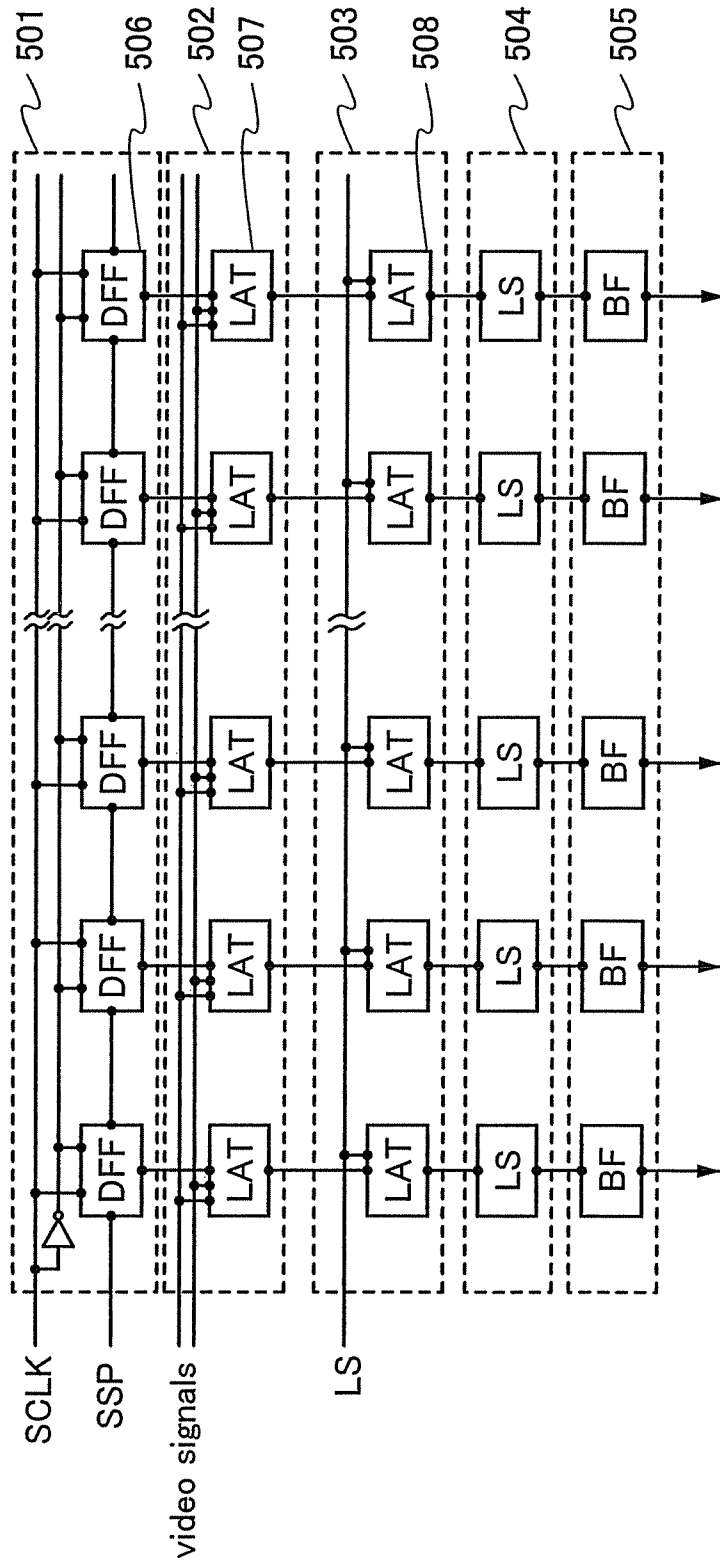 501
506
502
507
503
508
504
505
SCLK
SSP
video signals
LS
DFF DFF DFF DFF DFF
LAT LAT LAT LAT LAT
LAT LAT LAT LAT LAT
LS LS LS LS LS
BF BF BF BF BF